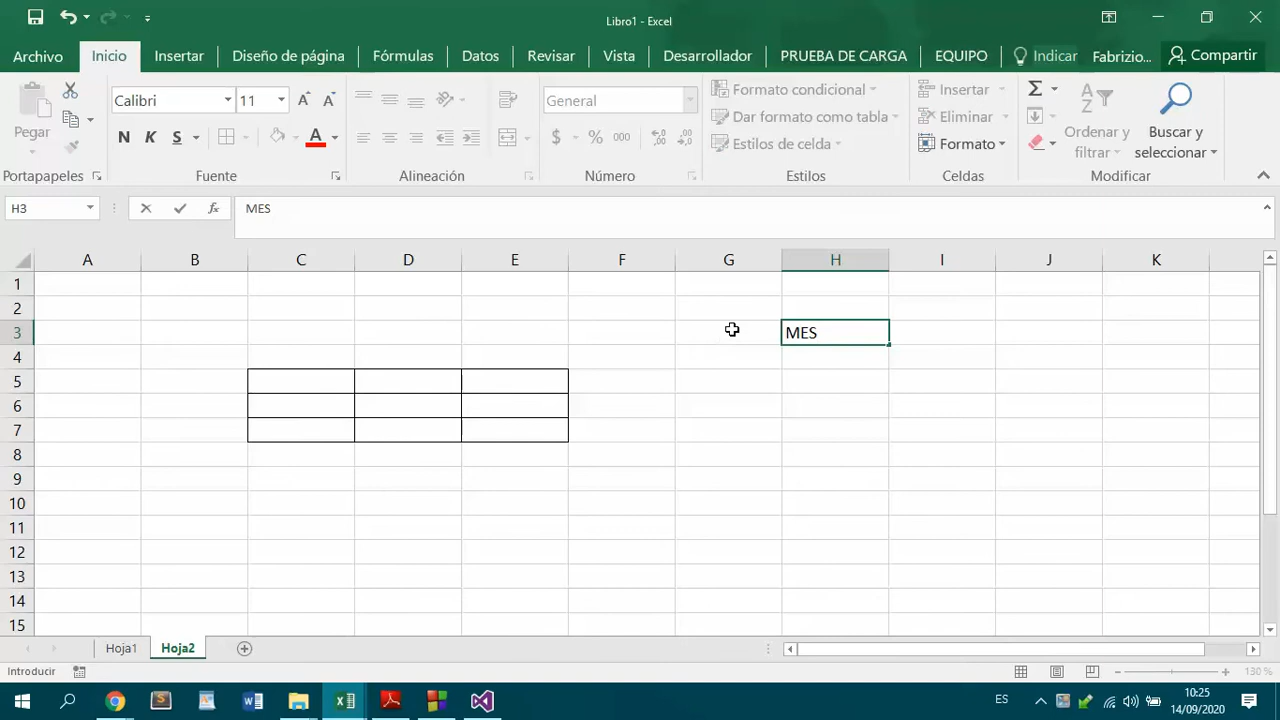 Libro1 - Excel
Archivo Inicio Insertar Diseño de página Fórmulas Datos Revisar Vista Desarrollador PRUEBA DE CARGA EQUIPO Indicar Fabrizio... Compartir
Pegar
Portapapeles
Calibri 11
N K S A
Fuente
Alineación
General
$ % 000
Número
Formato condicional
Dar formato como tabla
Estilos de celda
Estilos
Insertar
Eliminar
Formato
Celdas
Σ
Ordenar y filtrar
Buscar y seleccionar
Modificar
H3 fx MES
A B C D E F G H I J K
1
2
3 MES
4
5
6
7
8
9
10
11
12
13
14
15
Hoja1 Hoja2
Introducir 130 %
ES 10:25
14/09/2020